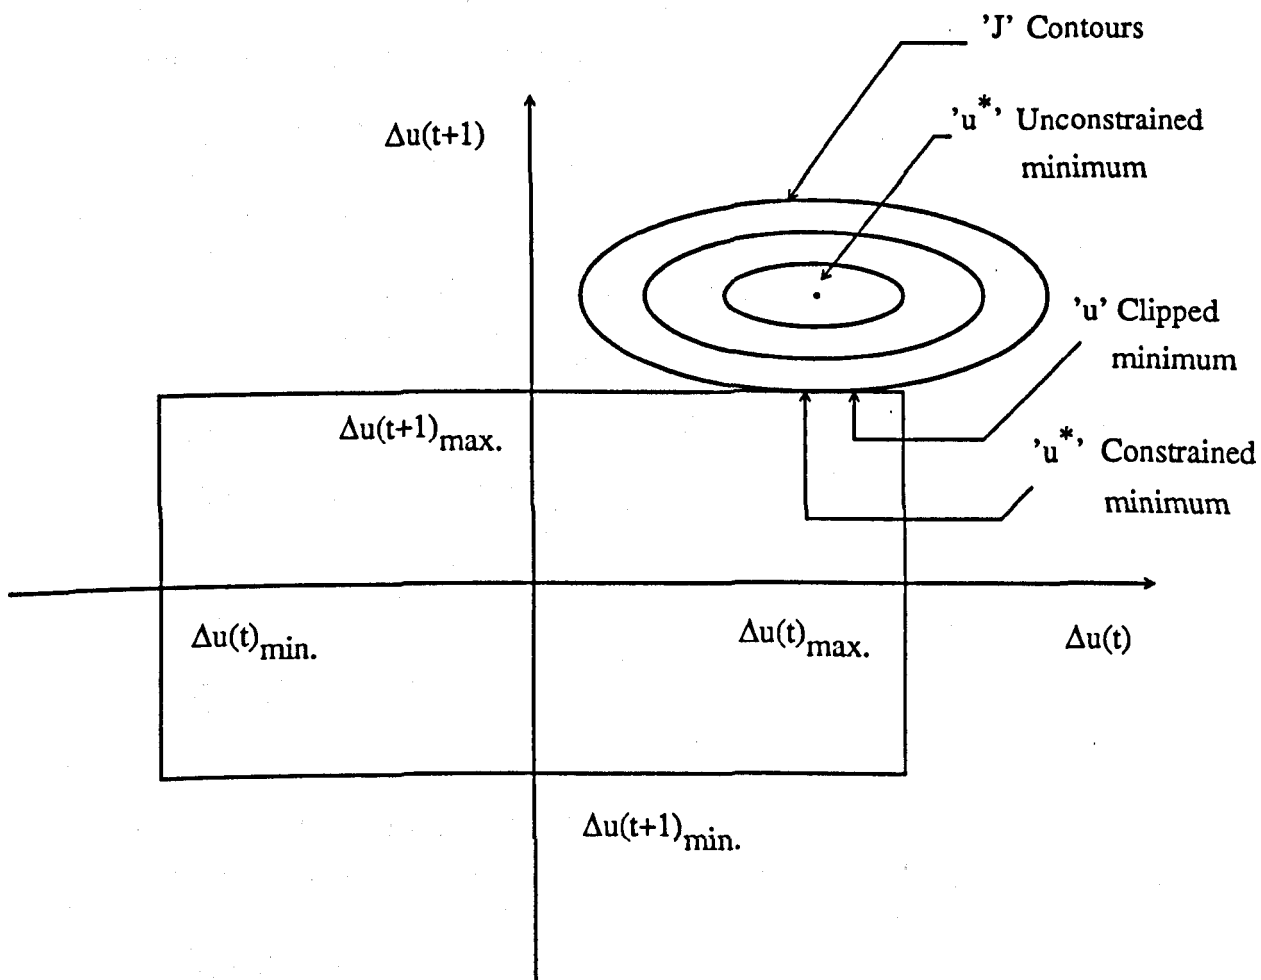 'J' Contours
'u*' Unconstrained
minimum
Δu(t+1)
'u' Clipped
minimum
Δu(t+1)max.
'u*' Constrained
minimum
Δu(t)min.
Δu(t)max.
Δu(t)
Δu(t+1)min.